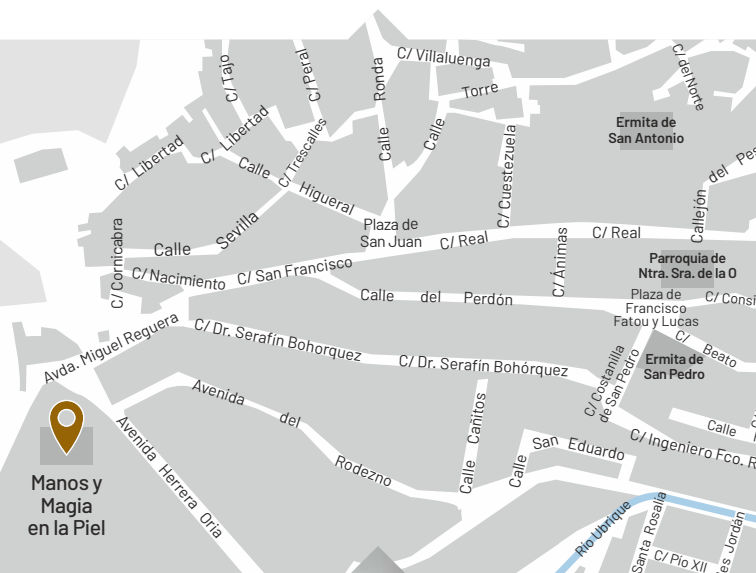 C/ Villaluenga
C/ Tajo
C/ Peral
Calle Ronda
Calle Torre
C/ del Norte
Ermita de
San Antonio
C/ Libertad
C/ Libertad
C/ Trescalles
Calle Higueral
C/ Cuestezuela
Callejón del Pes
Plaza de
San Juan
C/ Real
C/ Real
Calle Sevilla
C/ Cornicabra
C/ Nacimiento
C/ San Francisco
C/ Ánimas
Parroquia de
Ntra. Sra. de la O
Calle del Perdón
Plaza de
Francisco
Fatou y Lucas
C/ Consi
Avda. Miguel Reguera
C/ Dr. Serafín Bohorquez
C/ Dr. Serafín Bohórquez
C/ Beato
Ermita de
San Pedro
C/ Costanilla
de San Pedro
Avenida del Rodezno
Calle Cañitos
Calle
C/ Ingeniero Fco. R
Calle San Eduardo
Avenida Herrera Oria
Manos y
Magia
en la Piel
Río Ubrique
Santa Rosalía
C/ Pio XII
es Jordán